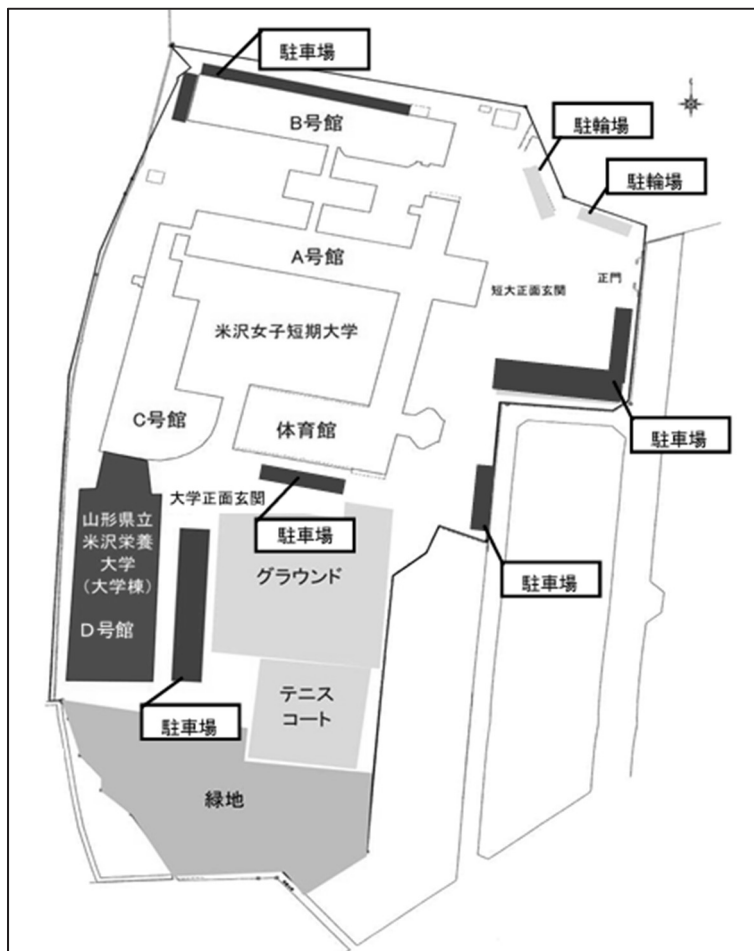 駐車場
B号館
駐輪場
駐輪場
A号館
短大正面玄関
正門
米沢女子短期大学
C号館
体育館
駐車場
大学正面玄関
駐車場
山形県立
米沢栄養
大学
（大学棟）
D号館
グラウンド
駐車場
テニス
コート
駐車場
緑地